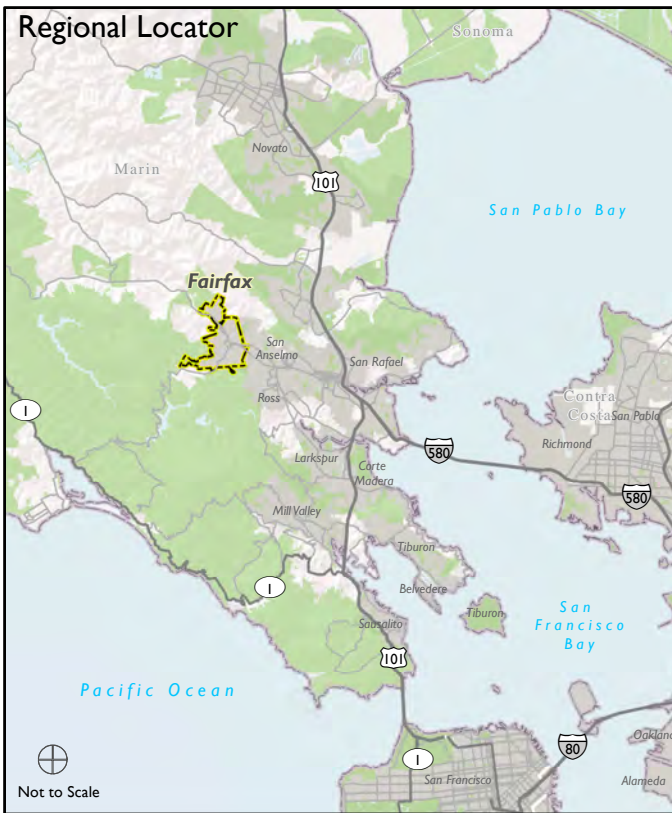 Regional Locator
Sonoma
Novato
Marin
101
San Pablo Bay
Fairfax
San
Anselmo
San Rafael
Ross
1
Contra
Costa
San Pablo
Richmond
580
580
Larkspur
Corte
Madera
Mill Valley
Tiburon
1
Belvedere
Tiburon
San
Francisco
Bay
Sausalito
101
Pacific Ocean
80
Oakland
1
San Francisco
Alameda
Not to Scale